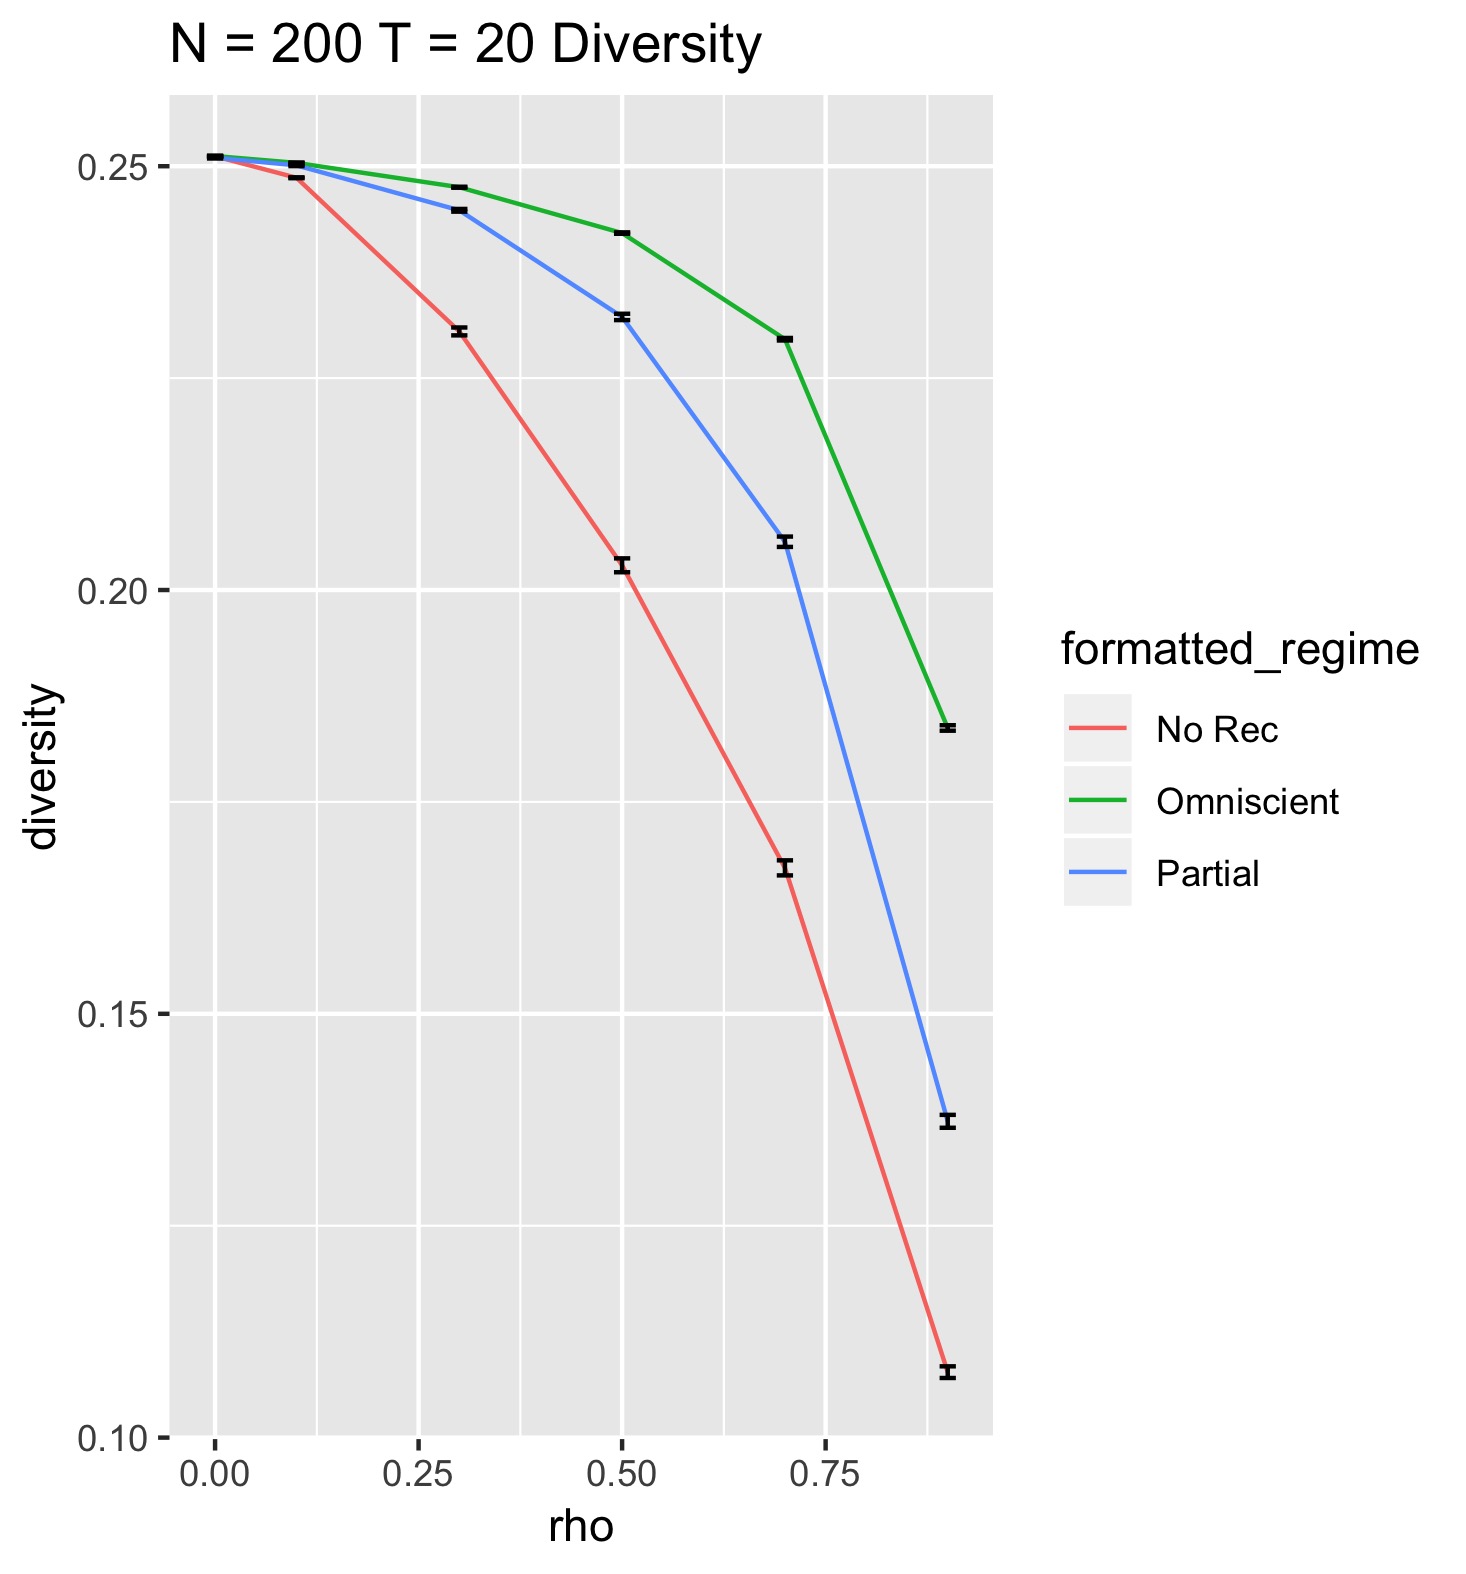 N = 200 T = 20 Diversity
0.25
0.20
0.15
0.10
diversity
0.00 0.25 0.50 0.75
rho
formatted_regime
No Rec
Omniscient
Partial